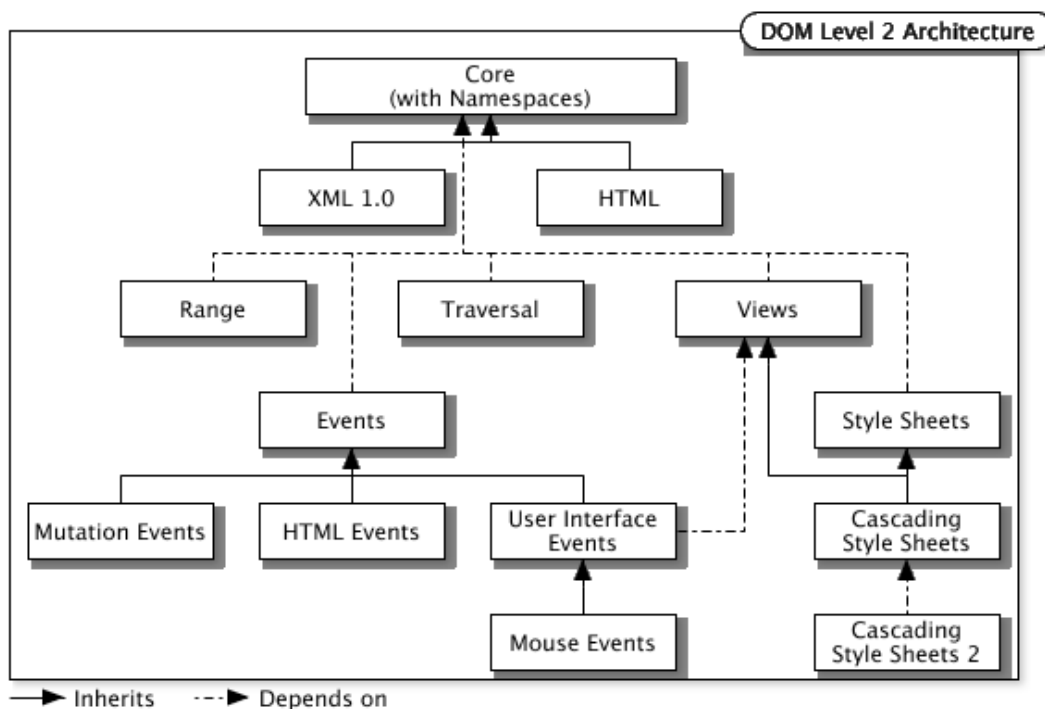 DOM Level 2 Architecture
Core
(with Namespaces)
XML 1.0
HTML
Range
Traversal
Views
Events
Style Sheets
Mutation Events
HTML Events
User Interface
Events
Cascading
Style Sheets
Mouse Events
Cascading
Style Sheets 2
Inherits
Depends on